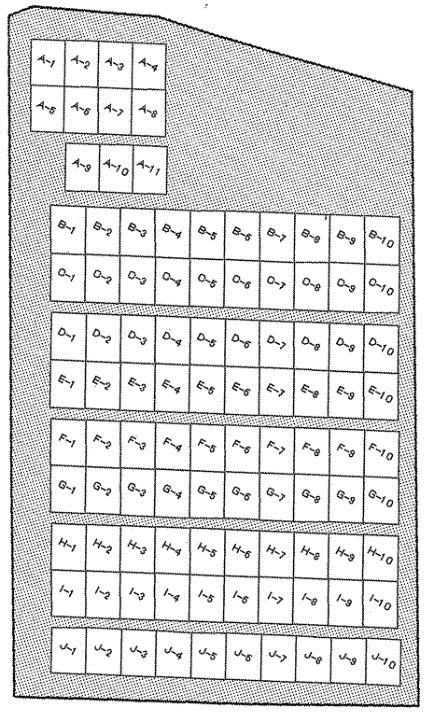 A-1 A-2 A-3 A-4
A-5 A-6 A-7 A-8
A-9 A-10 A-11
B-1 B-2 B-3 B-4 B-5 B-6 B-7 B-8 B-9 B-10
C-1 C-2 C-3 C-4 C-5 C-6 C-7 C-8 C-9 C-10
D-1 D-2 D-3 D-4 D-5 D-6 D-7 D-8 D-9 D-10
E-1 E-2 E-3 E-4 E-5 E-6 E-7 E-8 E-9 E-10
F-1 F-2 F-3 F-4 F-5 F-6 F-7 F-8 F-9 F-10
G-1 G-2 G-3 G-4 G-5 G-6 G-7 G-8 G-9 G-10
H-1 H-2 H-3 H-4 H-5 H-6 H-7 H-8 H-9 H-10
I-1 I-2 I-3 I-4 I-5 I-6 I-7 I-8 I-9 I-10
J-1 J-2 J-3 J-4 J-5 J-6 J-7 J-8 J-9 J-10